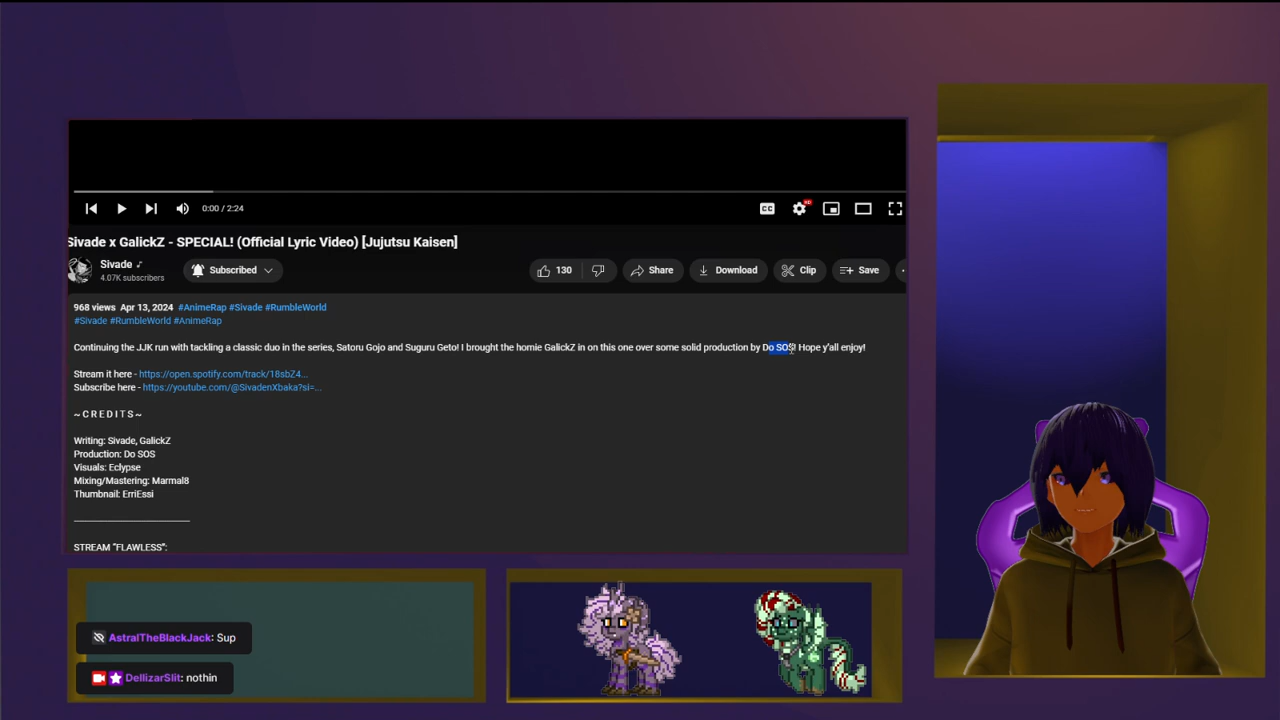 0:00 / 2:24
CC
HD
Sivade x GalickZ - SPECIAL! (Official Lyric Video) [Jujutsu Kaisen]
Sivade
4.07K subscribers
Subscribed
130
Share
Download
Clip
Save
968 views Apr 13, 2024 #AnimeRap #Sivade #RumbleWorld
#Sivade #RumbleWorld #AnimeRap
Continuing the JJK run with tackling a classic duo in the series, Satoru Gojo and Suguru Geto! I brought the homie GalickZ in on this one over some solid production by Do SOS! Hope y'all enjoy!
Stream it here - https://open.spotify.com/track/18sbZ4...
Subscribe here - https://youtube.com/@SivadenXbaka?si=...
~ C R E D I T S ~
Writing: Sivade, GalickZ
Production: Do SOS
Visuals: Eclypse
Mixing/Mastering: Marmal8
Thumbnail: ErriEssi
STREAM "FLAWLESS":
AstralTheBlackJack: Sup
DellizarSlit: nothin